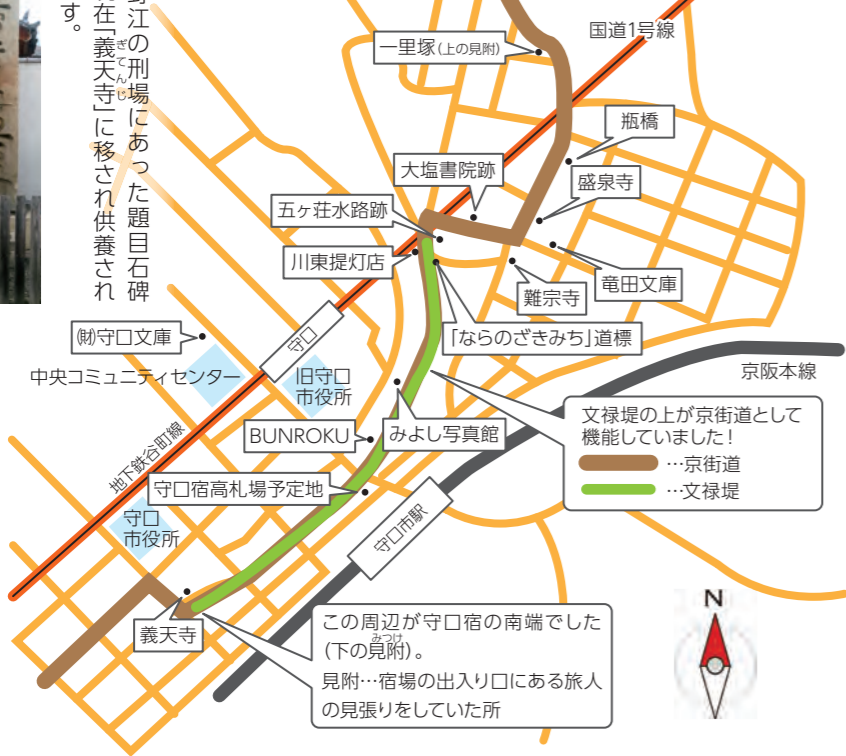 野江の刑場にあった題目石碑
在「義天寺」に移され供養され
ぎてんじ
す。
一里塚(上の見附)
国道1号線
瓶橋
大塩書院跡
盛泉寺
五ヶ荘水路跡
川東提灯店
難宗寺
竜田文庫
「ならのざきみち」道標
㈶守口文庫
守口
中央コミュニティセンター
旧守口
市役所
京阪本線
BUNROKU
みよし写真館
文禄堤の上が京街道として
機能していました!
…京街道
…文禄堤
地下鉄谷町線
守口宿高札場予定地
守口
市役所
守口市駅
義天寺
この周辺が守口宿の南端でした
(下の見附)。
みつけ
見附…宿場の出入り口にある旅人
の見張りをしていた所
N